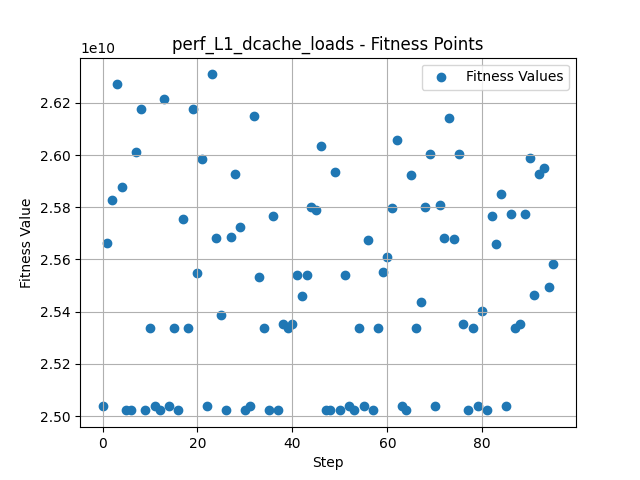 perf_L1_dcache_loads - Fitness Points
1e10
Fitness Values
2.62
2.60
2.58
2.56
2.54
2.52
2.50
Fitness Value
0 20 40 60 80
Step